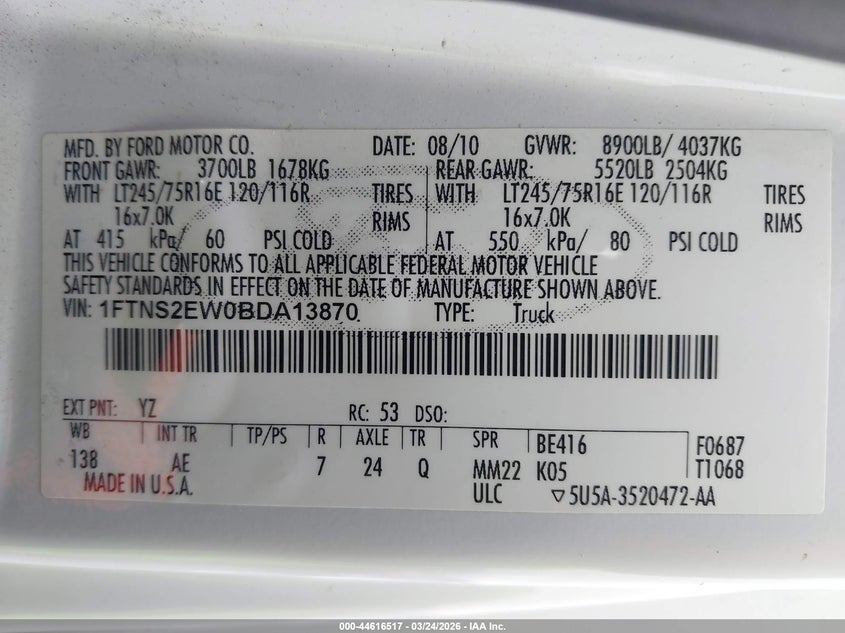 MFD. BY FORD MOTOR CO. DATE: 08/10 GVWR: 8900LB/ 4037KG
FRONT GAWR: 3700LB 1678KG REAR GAWR: 5520LB 2504KG
WITH LT245/75R16E 120/116R TIRES WITH LT245/75R16E 120/116R TIRES
16x7.0K RIMS 16x7.0K RIMS
AT 415 kPa/ 60 PSI COLD AT 550 kPa/ 80 PSI COLD
THIS VEHICLE CONFORMS TO ALL APPLICABLE FEDERAL MOTOR VEHICLE
SAFETY STANDARDS IN EFFECT ON THE DATE OF MANUFACTURE SHOWN ABOVE.
VIN: 1FTNS2EW0BDA13870 TYPE: Truck
EXT PNT: YZ RC: 53 DSO:
WB INT TR TP/PS R AXLE TR SPR BE416 F0687
138 AE 7 24 Q MM22 K05 T1068
MADE IN U.S.A. ULC ▽5U5A-3520472-AA
000-44616517 - 03/24/2026 - IAA Inc.